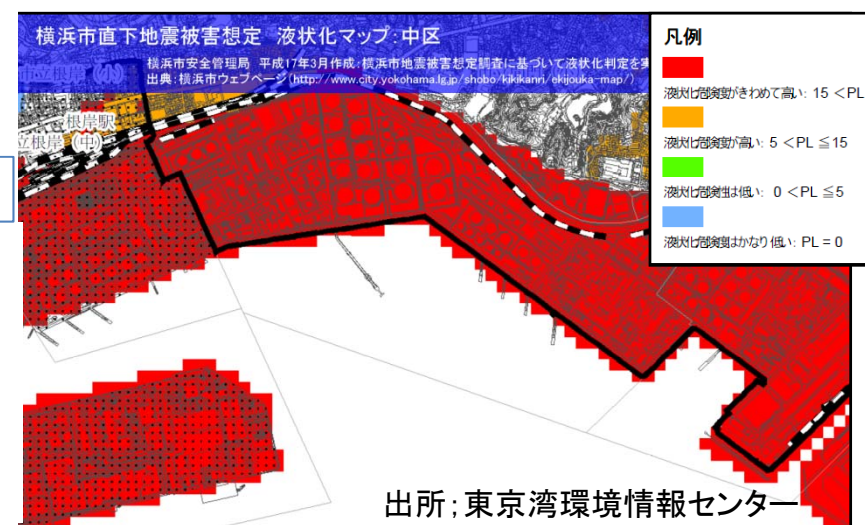 横浜市直下地震被害想定 液状化マップ:中区
横浜市安全管理局 平成17年3月作成:横浜市地震被害想定調査に基づいて液状化判定を実
出典:横浜市ウェブページ(http://www.city.yokohama.lg.jp/shobo/kikikanri/ekijouka-map/)
市立根岸(小)
根岸駅
立根岸(中)
凡例
液状化危険度がきわめて高い: 15 <PL
液状化危険度が高い: 5 <PL ≦15
液状化危険性は低い: 0 <PL ≦5
液状化危険度はかなり低い: PL = 0
出所;東京湾環境情報センター